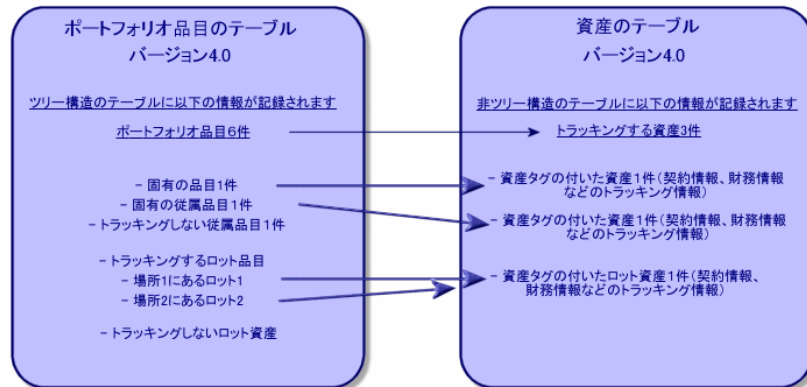 ポートフォリオ品目のテーブル
バージョン4.0
ツリー構造のテーブルに以下の情報が記録されます
ポートフォリオ品目6件
- 固有の品目1件
- 固有の従属品目1件
- トラッキングしない従属品目1件
- トラッキングするロット品目
- 場所1にあるロット1
- 場所2にあるロット2
- トラッキングしないロット資産
資産のテーブル
バージョン4.0
非ツリー構造のテーブルに以下の情報が記録されます
トラッキングする資産3件
- 資産タグの付いた資産1件(契約情報、財務情報
などのトラッキング情報)
- 資産タグの付いた資産1件(契約情報、財務情報
などのトラッキング情報)
- 資産タグの付いたロット資産1件(契約情報、
財務情報などのトラッキング情報)